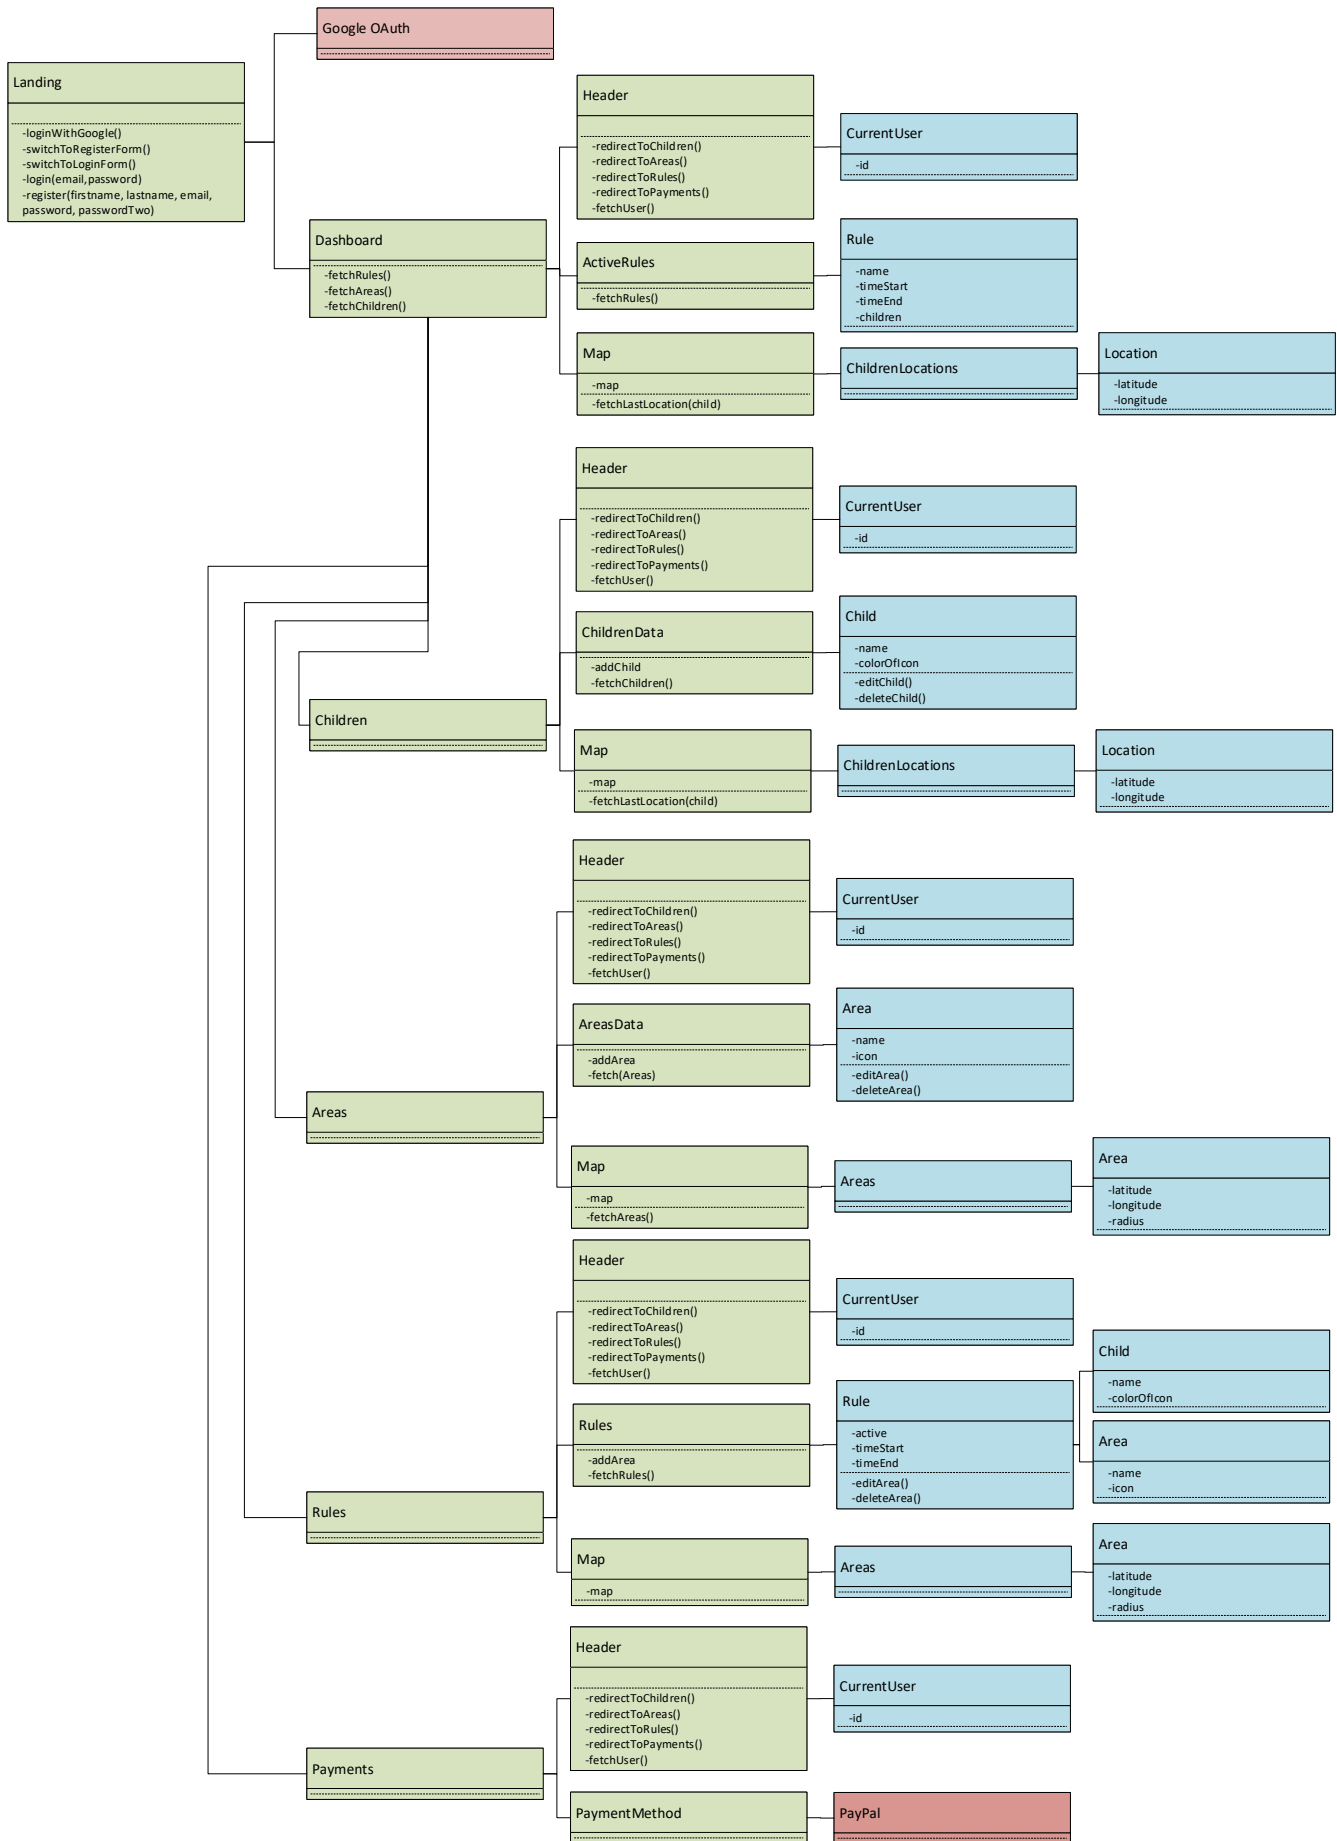 Google OAuth
Landing
-loginWithGoogle()
-switchToRegisterForm()
-switchToLoginForm()
-login(email,password)
-register(firstname, lastname, email,
password, passwordTwo)
Dashboard
-fetchRules()
-fetchAreas()
-fetchChildren()
Header
-redirectToChildren()
-redirectToAreas()
-redirectToRules()
-redirectToPayments()
-fetchUser()
CurrentUser
-id
ActiveRules
-fetchRules()
Rule
-name
-timeStart
-timeEnd
-children
Map
-map
-fetchLastLocation(child)
ChildrenLocations
Location
-latitude
-longitude
Children
Header
-redirectToChildren()
-redirectToAreas()
-redirectToRules()
-redirectToPayments()
-fetchUser()
CurrentUser
-id
ChildrenData
-addChild
-fetchChildren()
Child
-name
-colorOfIcon
-editChild()
-deleteChild()
Map
-map
-fetchLastLocation(child)
ChildrenLocations
Location
-latitude
-longitude
Areas
Header
-redirectToChildren()
-redirectToAreas()
-redirectToRules()
-redirectToPayments()
-fetchUser()
CurrentUser
-id
AreasData
-addArea
-fetch(Areas)
Area
-name
-icon
-editArea()
-deleteArea()
Map
-map
-fetchAreas()
Areas
Area
-latitude
-longitude
-radius
Rules
Header
-redirectToChildren()
-redirectToAreas()
-redirectToRules()
-redirectToPayments()
-fetchUser()
CurrentUser
-id
Rules
-addArea
-fetchRules()
Rule
-active
-timeStart
-timeEnd
-editArea()
-deleteArea()
Child
-name
-colorOfIcon
Area
-name
-icon
Map
-map
Areas
Area
-latitude
-longitude
-radius
Payments
Header
-redirectToChildren()
-redirectToAreas()
-redirectToRules()
-redirectToPayments()
-fetchUser()
CurrentUser
-id
PaymentMethod
PayPal